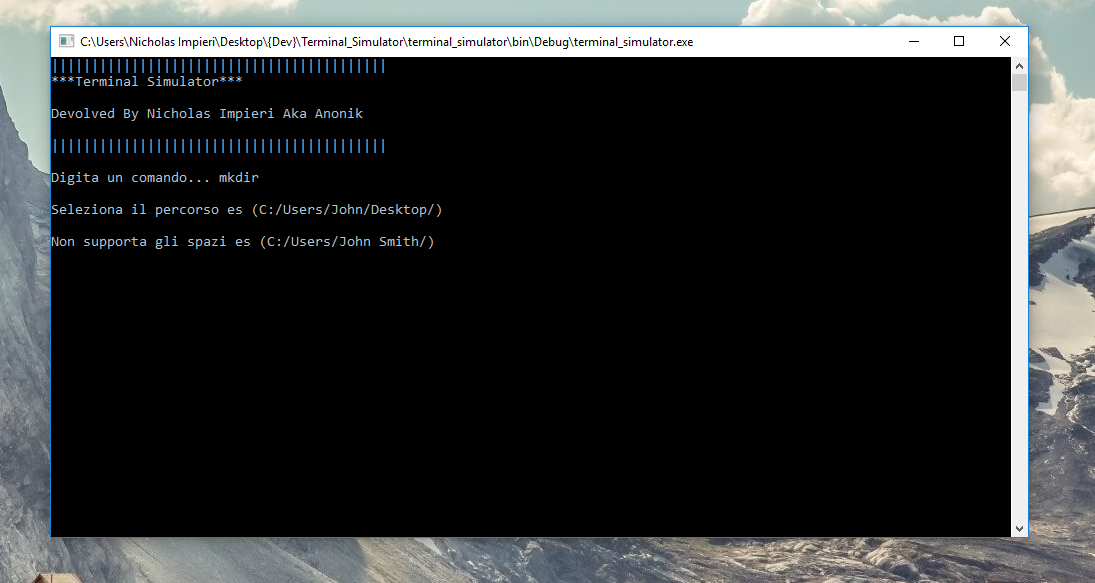 C:\Users\Nicholas Impieri\Desktop\{Dev}\Terminal_Simulator\terminal_simulator\bin\Debug\terminal_simulator.exe
||||||||||||||||||||||||||||||||||||||||||
***Terminal Simulator***
Devolved By Nicholas Impieri Aka Anonik
||||||||||||||||||||||||||||||||||||||||||
Digita un comando... mkdir
Seleziona il percorso es (C:/Users/John/Desktop/)
Non supporta gli spazi es (C:/Users/John Smith/)